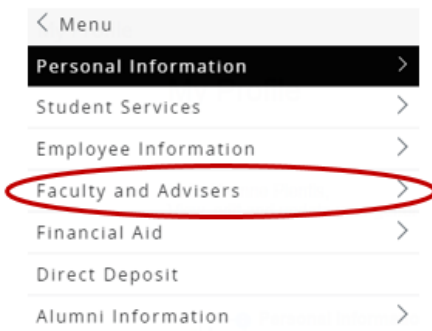 < Menu
Personal Information
Student Services
Employee Information
Faculty and Advisers
Financial Aid
Direct Deposit
Alumni Information